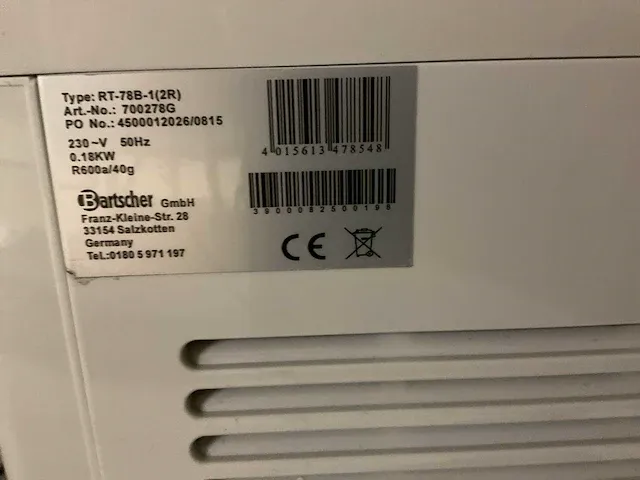 Type: RT-78B-1(2R)
Art.-No.: 700278G
PO No.: 4500012026/0815
230~V 50Hz
0.18KW
R600a/40g
Bartscher GmbH
Franz-Kleine-Str. 28
33154 Salzkotten
Germany
Tel.:0180 5 971 197
4 015613 478548
3900082500198
CE